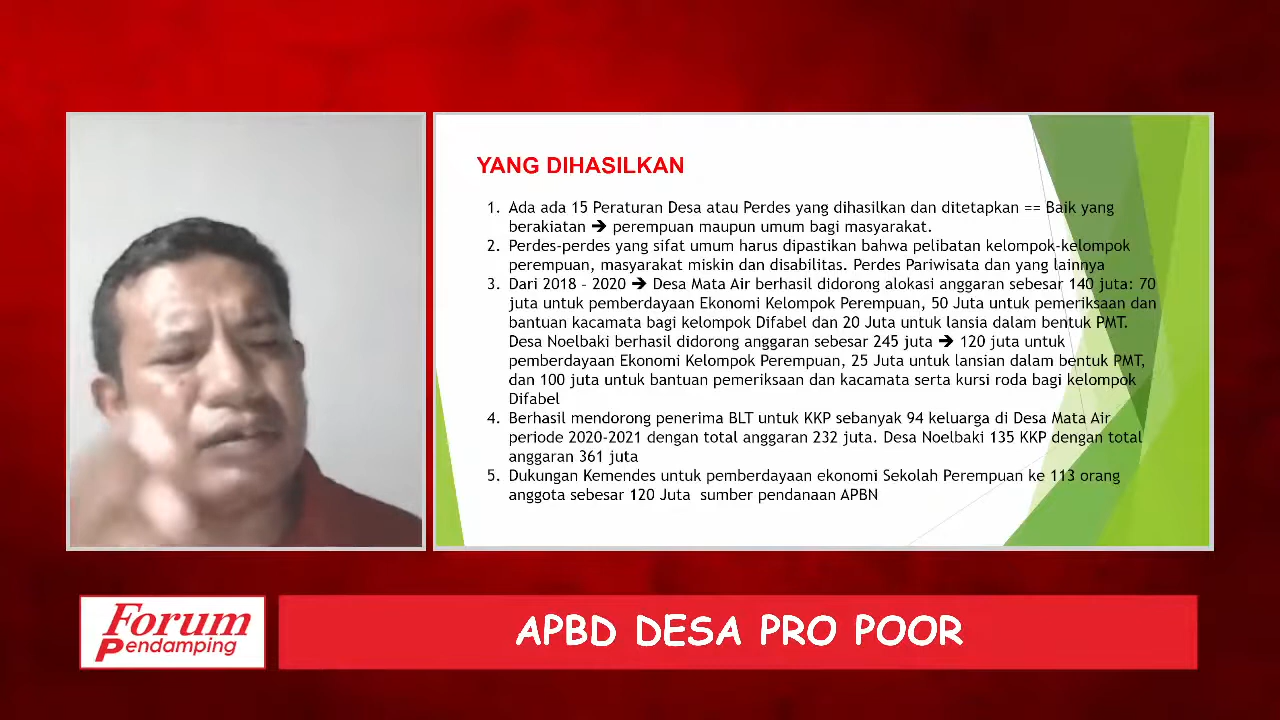 YANG DIHASILKAN
1. Ada ada 15 Peraturan Desa atau Perdes yang dihasilkan dan ditetapkan == Baik yang
berakiatan ➔ perempuan maupun umum bagi masyarakat.
2. Perdes-perdes yang sifat umum harus dipastikan bahwa pelibatan kelompok-kelompok
perempuan, masyarakat miskin dan disabilitas. Perdes Pariwisata dan yang lainnya
3. Dari 2018 - 2020 ➔ Desa Mata Air berhasil didorong alokasi anggaran sebesar 140 juta: 70
juta untuk pemberdayaan Ekonomi Kelompok Perempuan, 50 Juta untuk pemeriksaan dan
bantuan kacamata bagi kelompok Difabel dan 20 Juta untuk lansia dalam bentuk PMT.
Desa Noelbaki berhasil didorong anggaran sebesar 245 juta ➔ 120 juta untuk
pemberdayaan Ekonomi Kelompok Perempuan, 25 Juta untuk lansian dalam bentuk PMT,
dan 100 juta untuk bantuan pemeriksaan dan kacamata serta kursi roda bagi kelompok
Difabel
4. Berhasil mendorong penerima BLT untuk KKP sebanyak 94 keluarga di Desa Mata Air
periode 2020-2021 dengan total anggaran 232 juta. Desa Noelbaki 135 KKP dengan total
anggaran 361 juta
5. Dukungan Kemendes untuk pemberdayaan ekonomi Sekolah Perempuan ke 113 orang
anggota sebesar 120 Juta sumber pendanaan APBN
Forum
Pendamping
APBD DESA PRO POOR